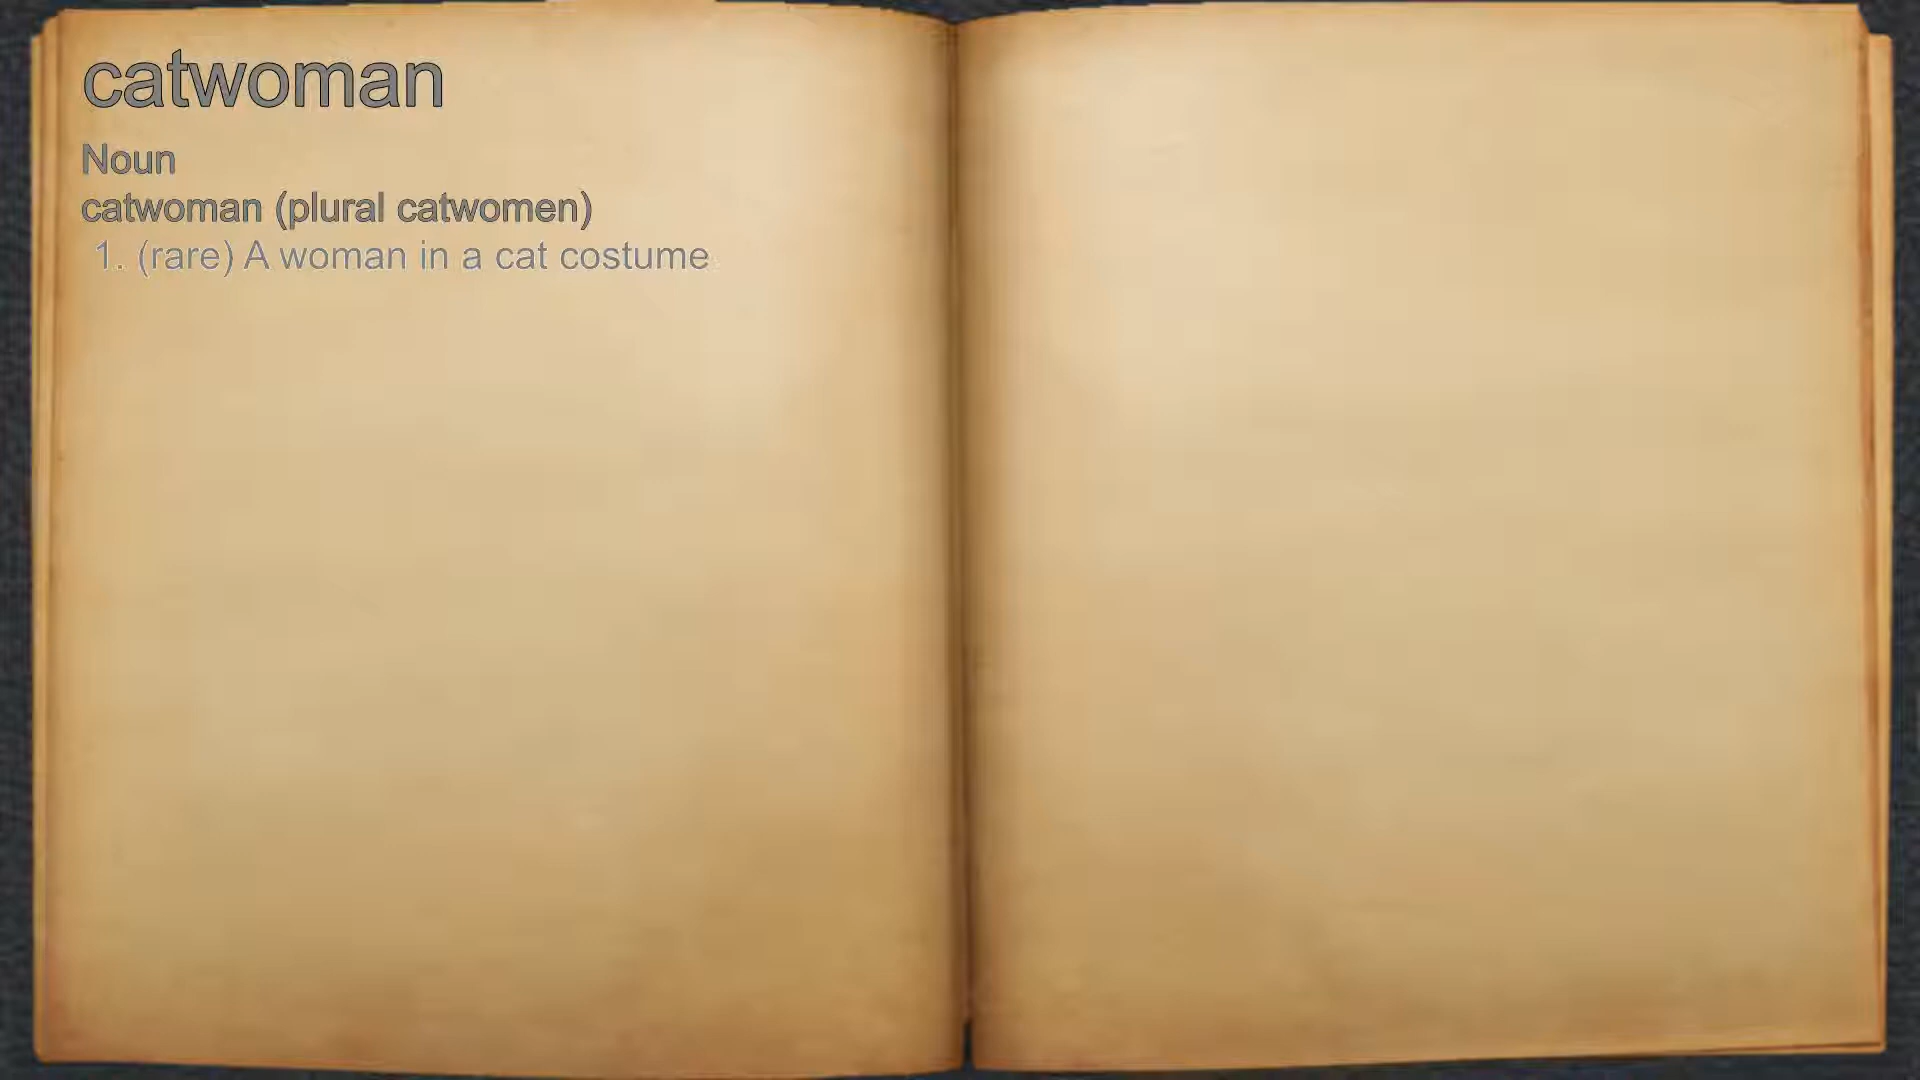 catwoman
Noun
catwoman (plural catwomen)
1. (rare) A woman in a cat costume